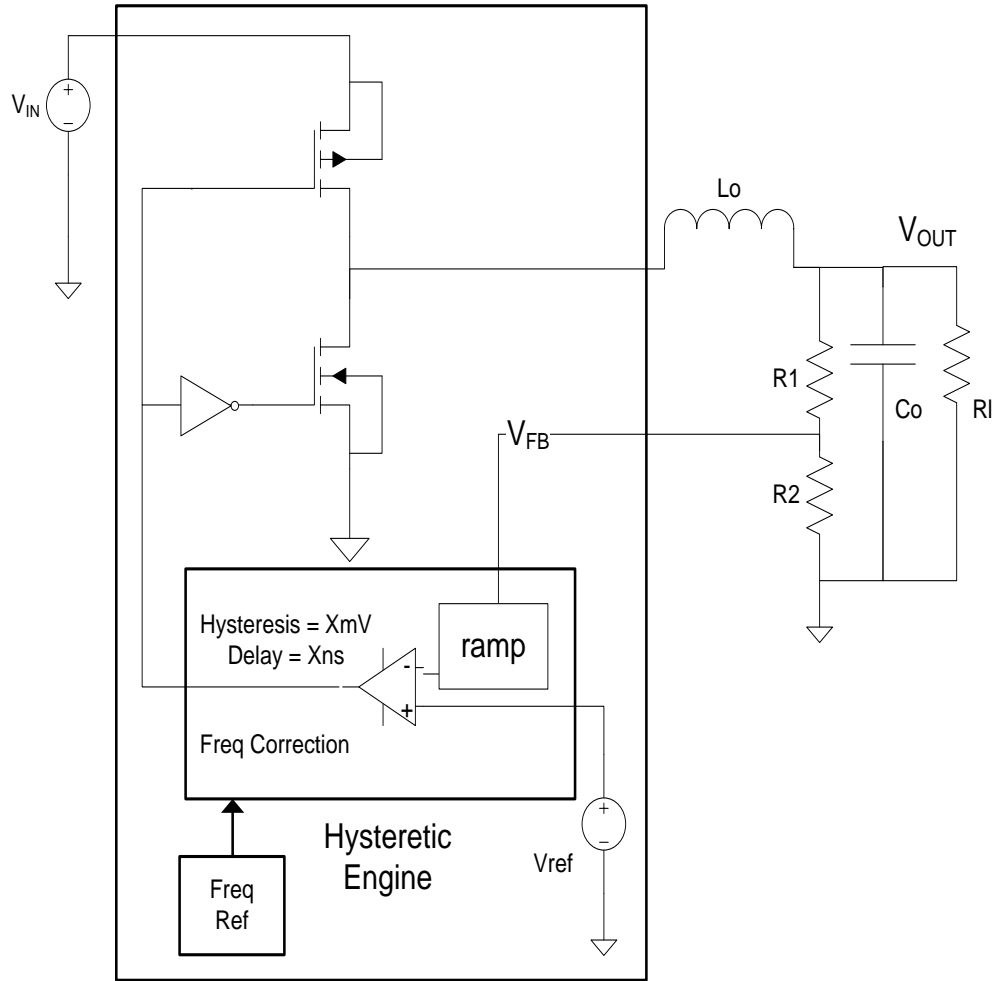 V_IN
+
−
Lo
V_OUT
R1
Co
Rl
V_FB
R2
Hysteresis = XmV
Delay = Xns
ramp
-
+
Freq Correction
Hysteretic
Engine
+
−
Vref
Freq
Ref